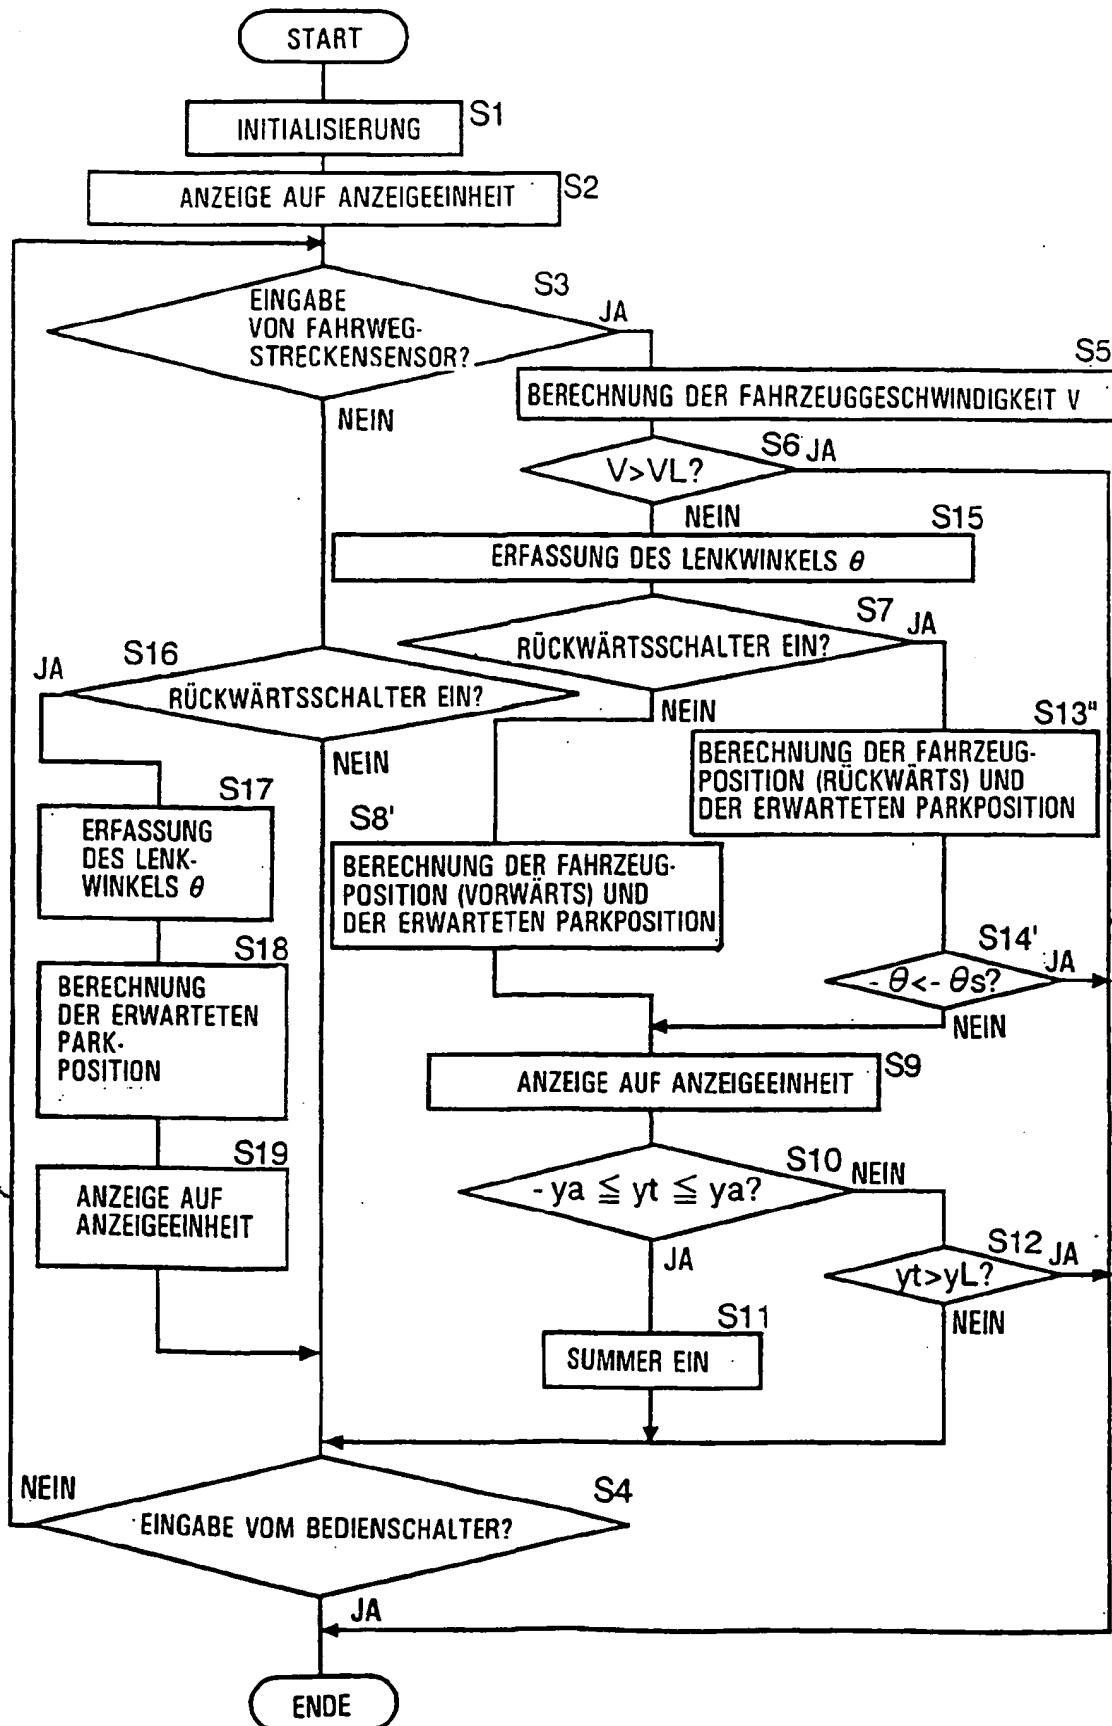 START
S1
INITIALISIERUNG
S2
ANZEIGE AUF ANZEIGEEINHEIT
S3
EINGABE
VON FAHRWEG-
STRECKENSENSOR?
JA
NEIN
S5
BERECHNUNG DER FAHRZEUGGESCHWINDIGKEIT V
S6
JA
V>VL?
NEIN
S15
ERFASSUNG DES LENKWINKELS θ
S7
JA
RÜCKWÄRTSSCHALTER EIN?
NEIN
S16
JA
RÜCKWÄRTSSCHALTER EIN?
NEIN
S13"
BERECHNUNG DER FAHRZEUG-
POSITION (RÜCKWÄRTS) UND
DER ERWARTETEN PARKPOSITION
S17
ERFASSUNG
DES LENK-
WINKELS θ
S8'
BERECHNUNG DER FAHRZEUG-
POSITION (VORWÄRTS) UND
DER ERWARTETEN PARKPOSITION
S14'
JA
- θ<- θs?
NEIN
S18
BERECHNUNG
DER ERWARTETEN
PARK-
POSITION
S9
ANZEIGE AUF ANZEIGEEINHEIT
S19
ANZEIGE AUF
ANZEIGEEINHEIT
S10
NEIN
- ya ≦ yt ≦ ya?
JA
S12
JA
yt>yL?
NEIN
S11
SUMMER EIN
NEIN
S4
EINGABE VOM BEDIENSCHALTER?
JA
ENDE